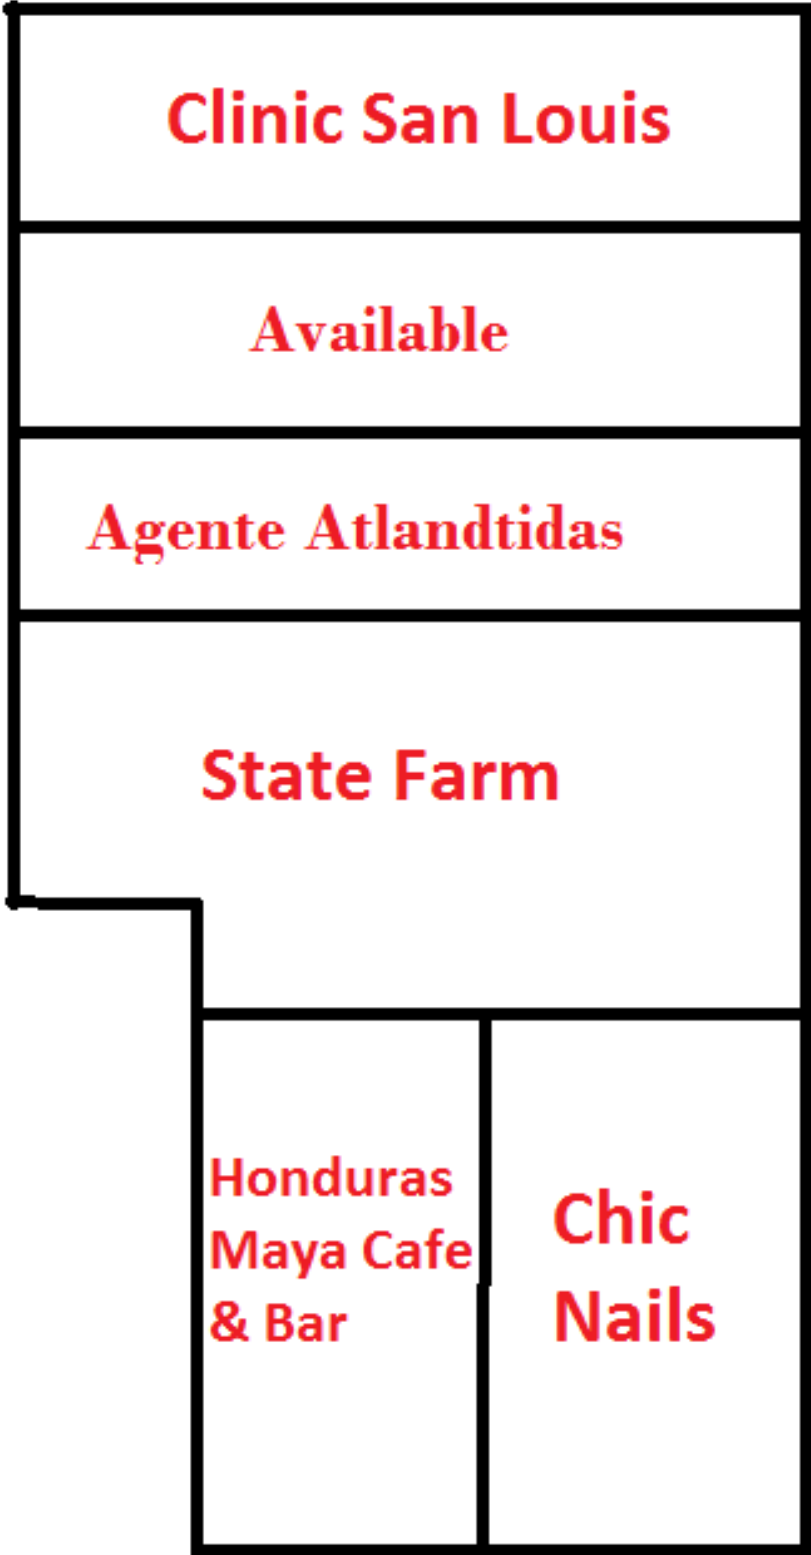 Clinic San Louis
Available
Agente Atlandtidas
State Farm
Honduras
Maya Cafe
& Bar
Chic
Nails